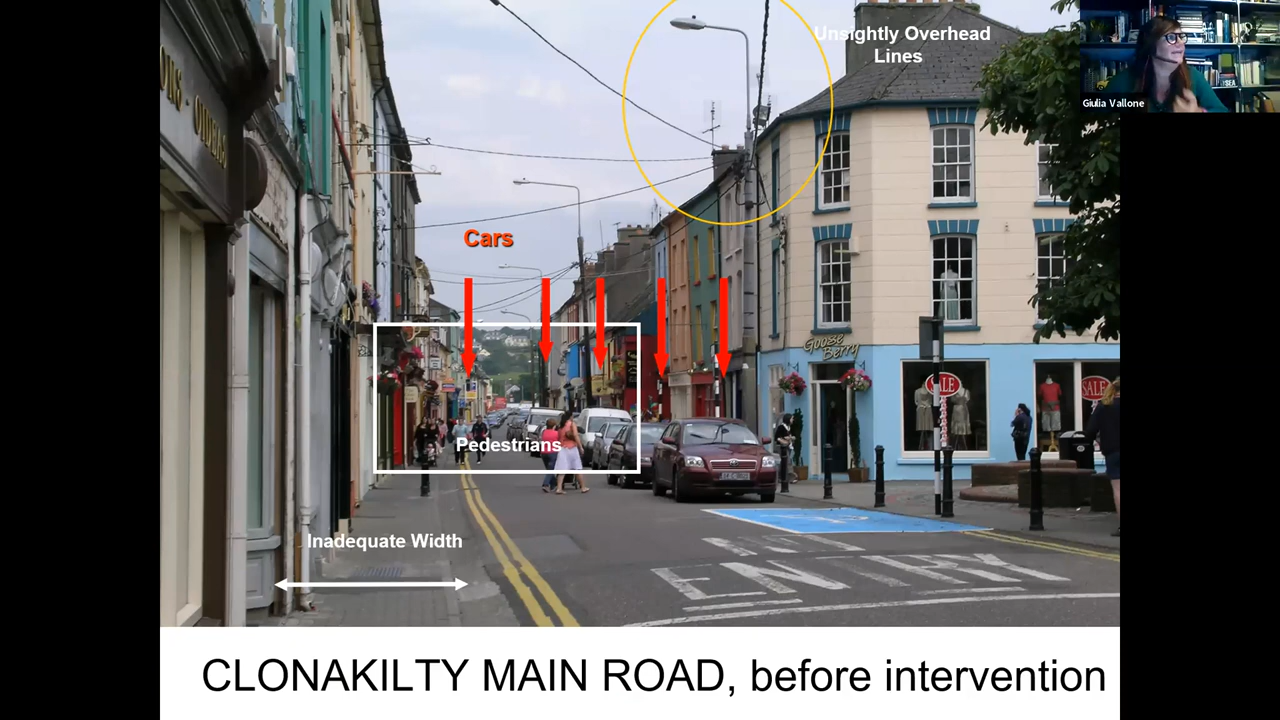 Unsightly Overhead
Lines
Giulia Vallone
Cars
Goose
Berry
SALE
SALE
Pedestrians
Inadequate Width
CLONAKILTY MAIN ROAD, before intervention